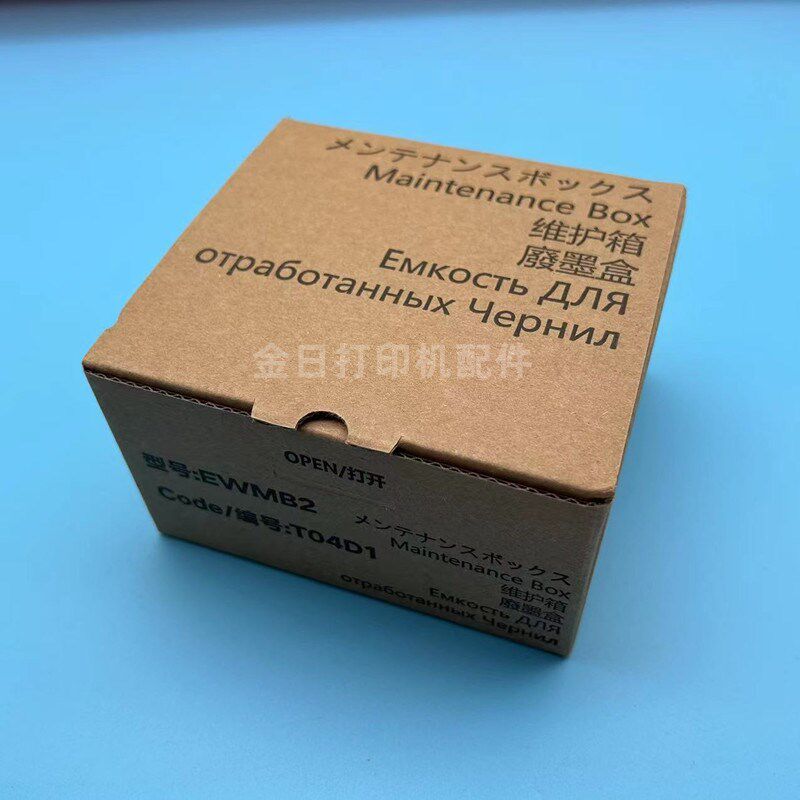 メンテナンスボックス
Maintenance Box
维护箱
廢墨盒
Емкость ДЛЯ
отработанных Чернил
金日打印机配件
OPEN/打开
型号:EWMB2
Code/编号:T04D1
メンテナンスボックス
Maintenance Box
维护箱
廢墨盒
Емкость ДЛЯ
отработанных Чернил